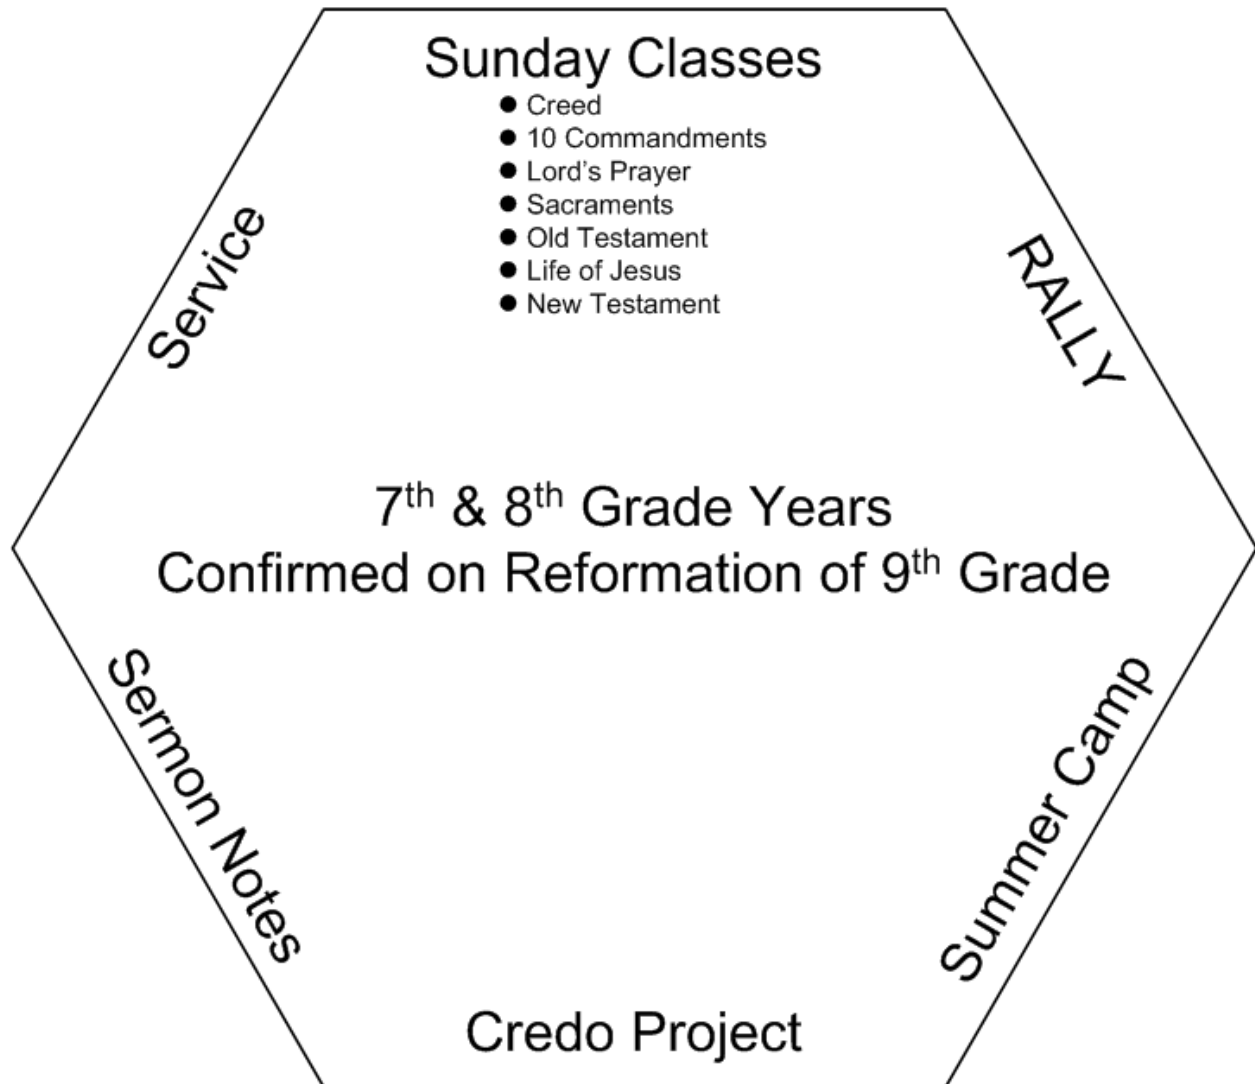 Sunday Classes
● Creed
● 10 Commandments
● Lord's Prayer
● Sacraments
● Old Testament
● Life of Jesus
● New Testament
Service
RALLY
7th & 8th Grade Years
Confirmed on Reformation of 9th Grade
Sermon Notes
Summer Camp
Credo Project